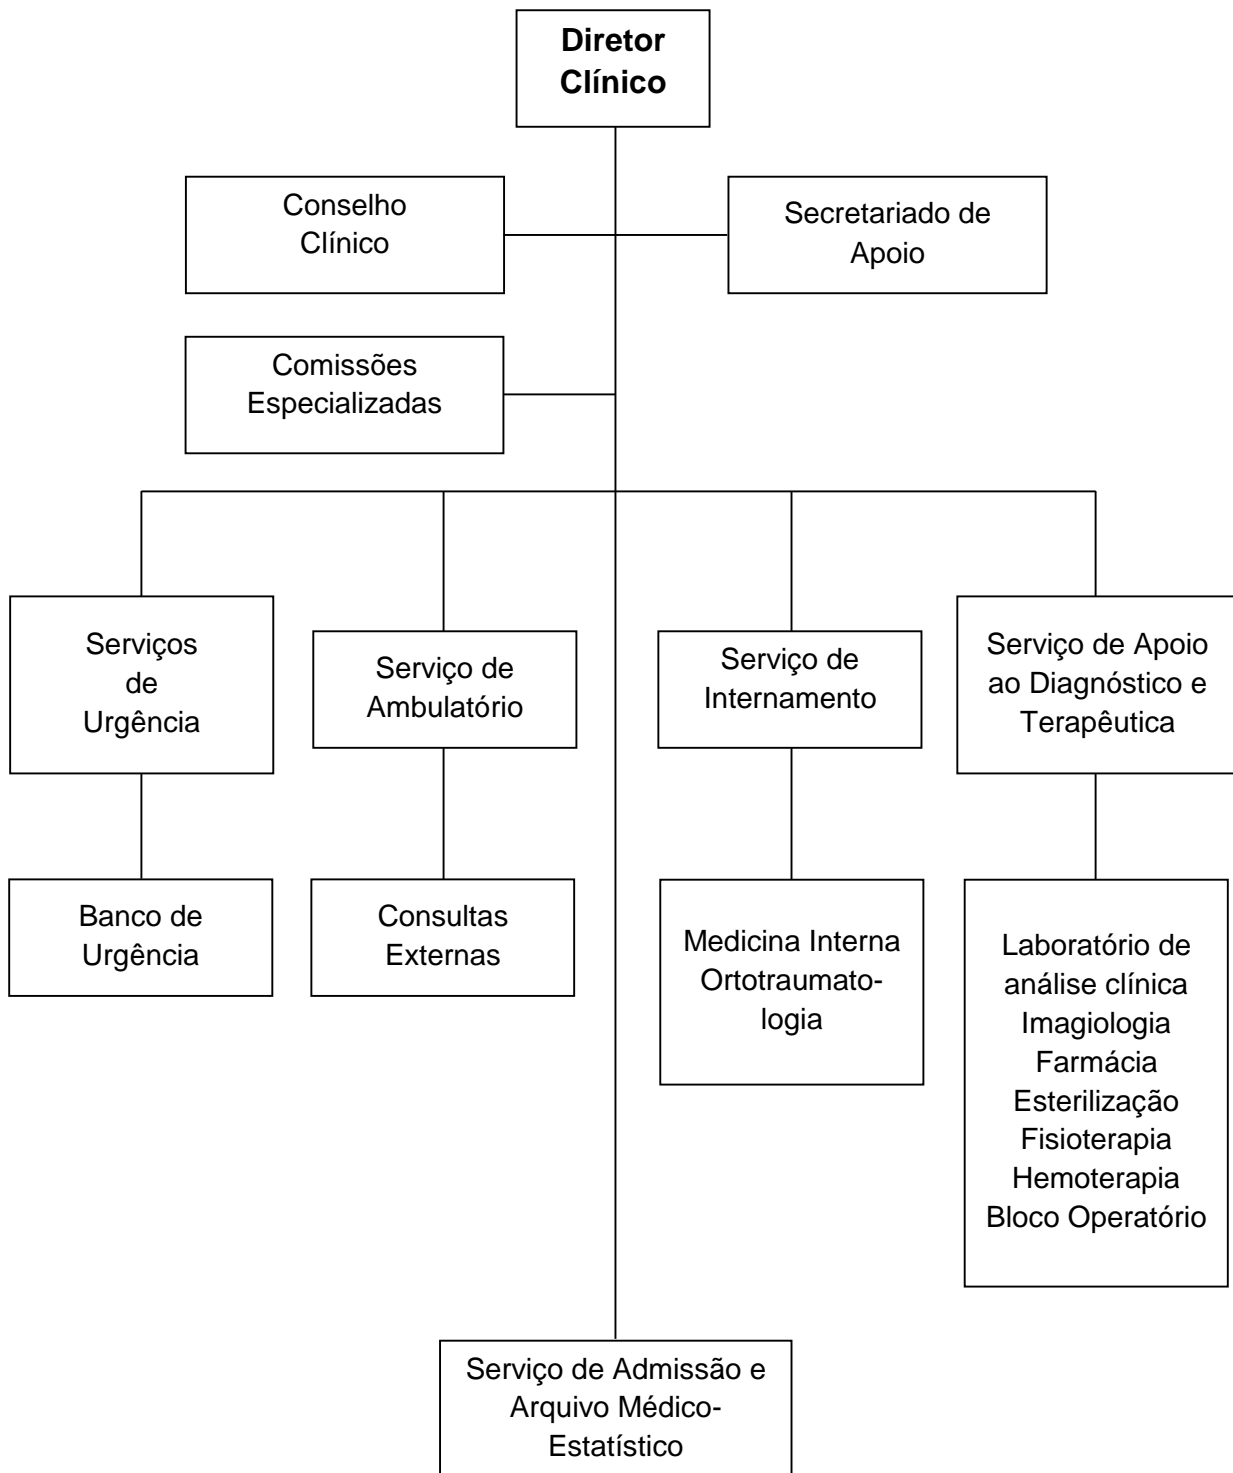 Diretor
Clínico
Conselho
Clínico
Secretariado de
Apoio
Comissões
Especializadas
Serviços
de
Urgência
Serviço de
Ambulatório
Serviço de
Internamento
Serviço de Apoio
ao Diagnóstico e
Terapêutica
Banco de
Urgência
Consultas
Externas
Medicina Interna
Ortotraumato-
logia
Laboratório de
análise clínica
Imagiologia
Farmácia
Esterilização
Fisioterapia
Hemoterapia
Bloco Operatório
Serviço de Admissão e
Arquivo Médico-
Estatístico